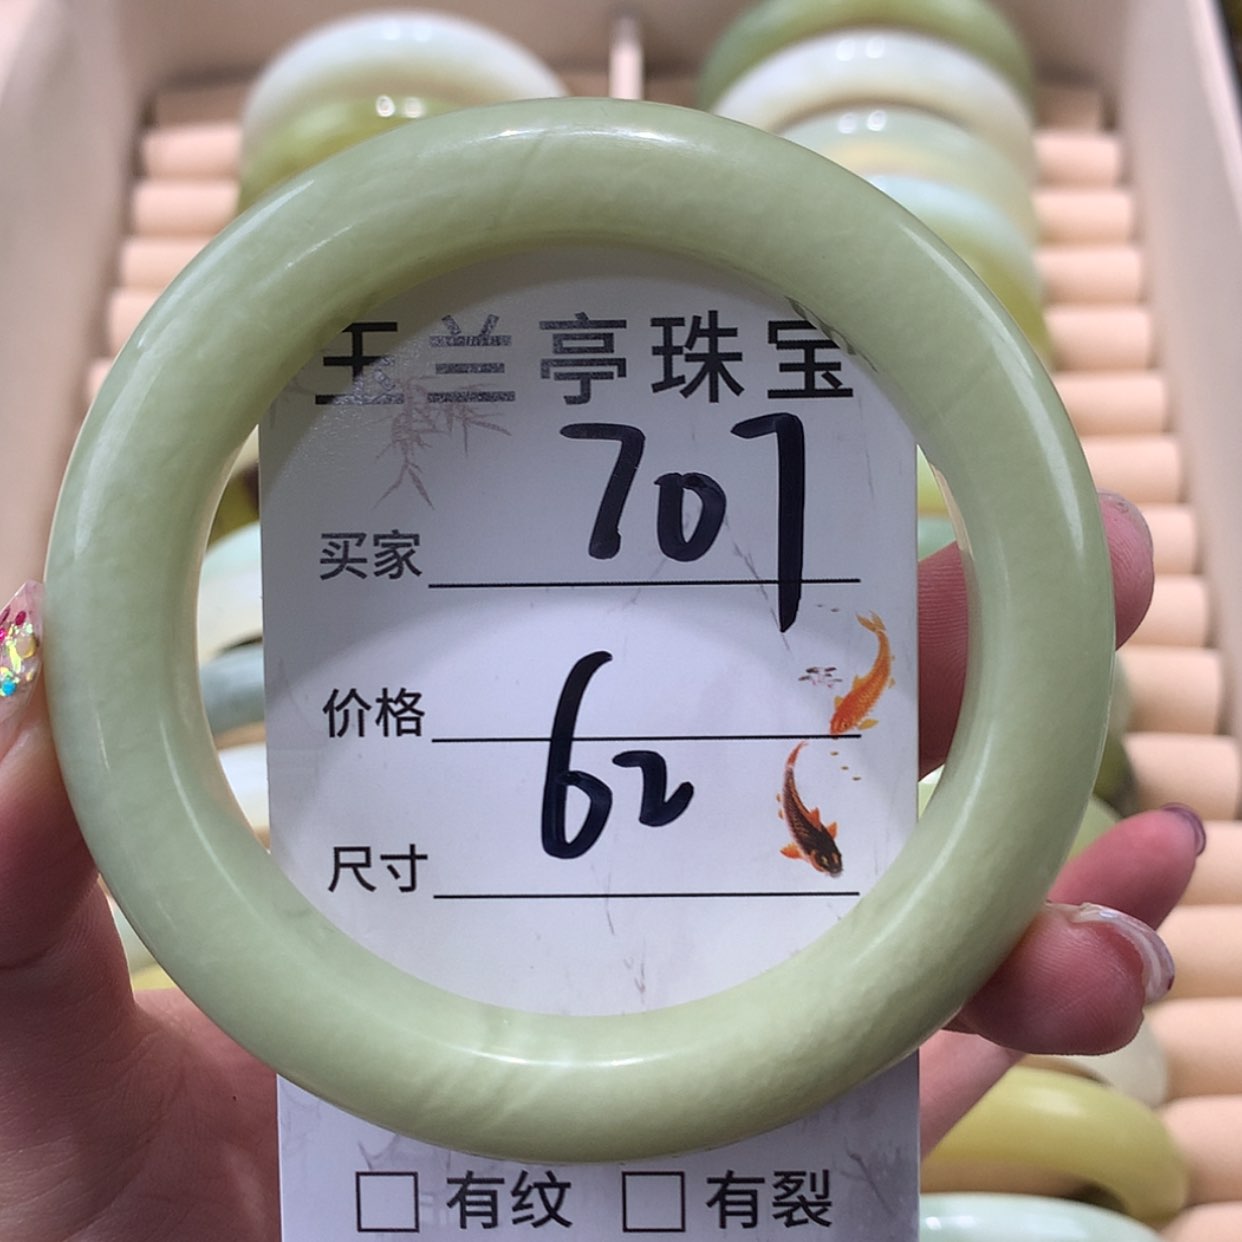 玉兰亭珠宝
买家 707
价格
尺寸 62
□ 有纹 □ 有裂